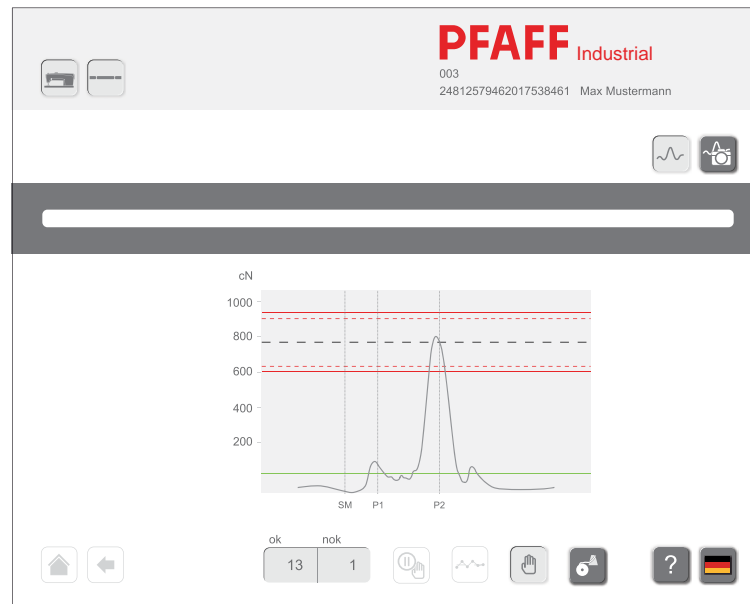 PFAFF Industrial
003
24812579462017538461 Max Mustermann
cN
1000
800
600
400
200
SM P1 P2
ok nok
13 1
?